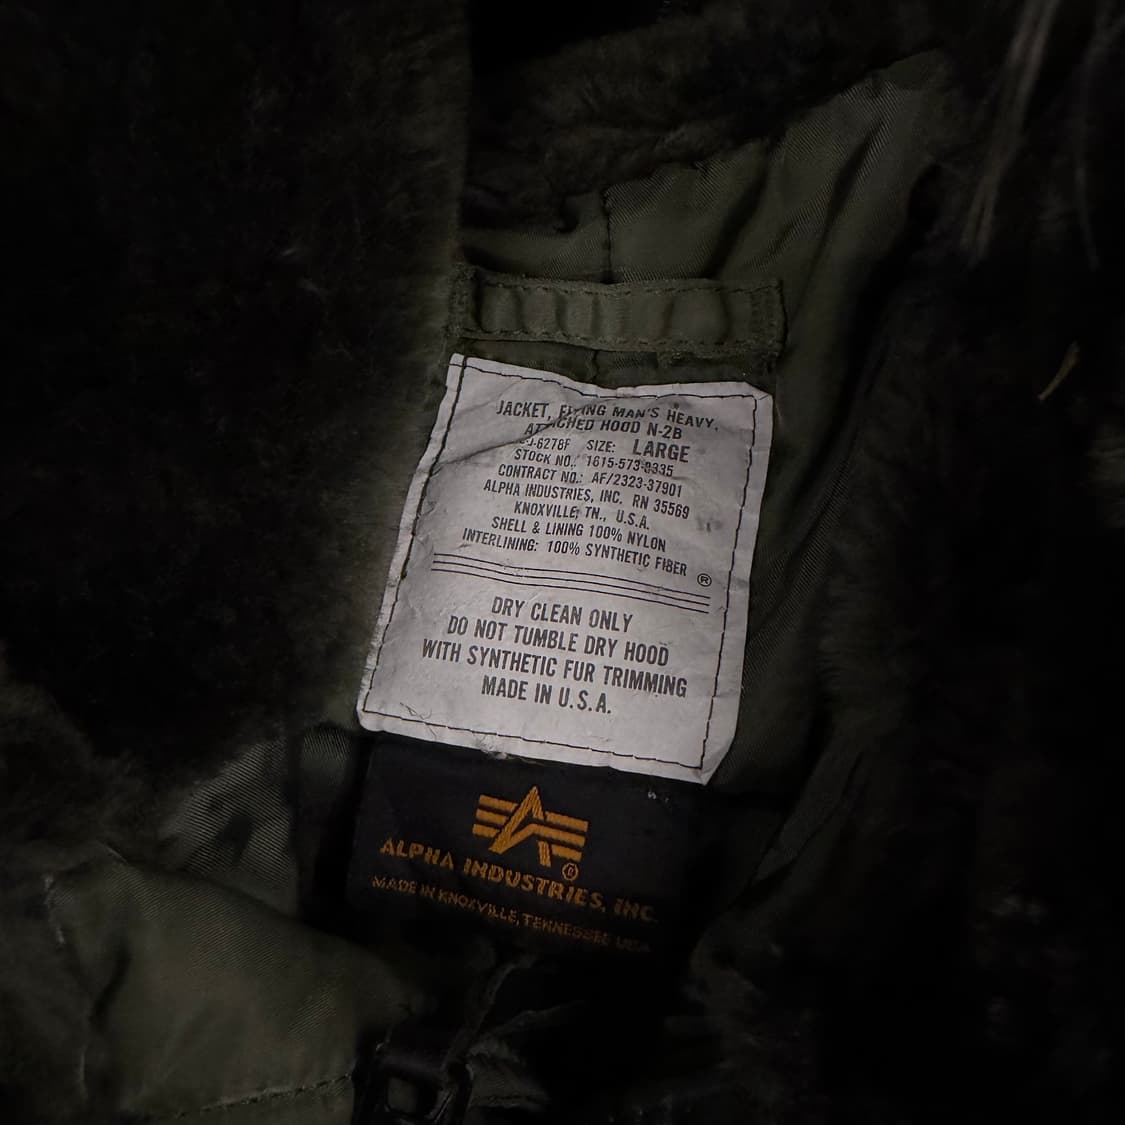 JACKET, FLYING MAN'S HEAVY,
ATTACHED HOOD N-2B
J-6278F SIZE: LARGE
STOCK NO.: 1615-573-9335
CONTRACT NO.: AF/2323-37901
ALPHA INDUSTRIES, INC. RN 35569
KNOXVILLE, TN., U.S.A.
SHELL & LINING 100% NYLON
INTERLINING: 100% SYNTHETIC FIBER ®
DRY CLEAN ONLY
DO NOT TUMBLE DRY HOOD
WITH SYNTHETIC FUR TRIMMING
MADE IN U.S.A.
ALPHA INDUSTRIES, INC. ®
MADE IN KNOXVILLE, TENNESSEE USA